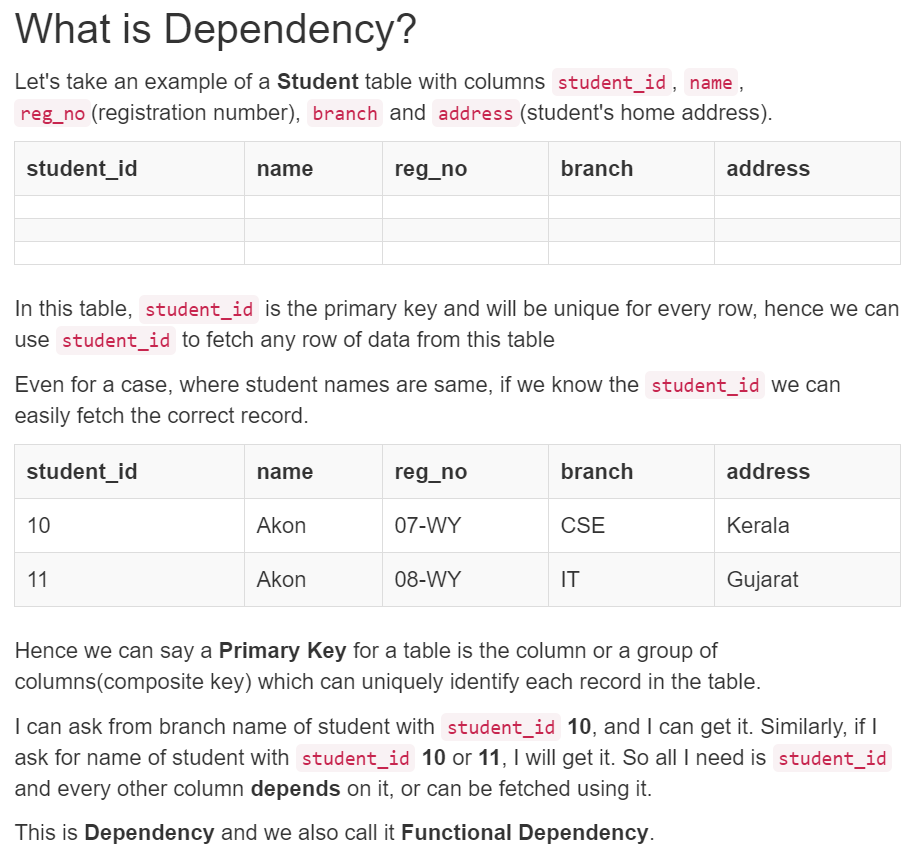 What is Dependency?
Let's take an example of a Student table with columns student_id , name ,
reg_no (registration number), branch and address (student's home address).
student_id name reg_no branch address
In this table, student_id is the primary key and will be unique for every row, hence we can
use student_id to fetch any row of data from this table
Even for a case, where student names are same, if we know the student_id we can
easily fetch the correct record.
student_id name reg_no branch address
10 Akon 07-WY CSE Kerala
11 Akon 08-WY IT Gujarat
Hence we can say a Primary Key for a table is the column or a group of
columns(composite key) which can uniquely identify each record in the table.
I can ask from branch name of student with student_id 10, and I can get it. Similarly, if I
ask for name of student with student_id 10 or 11, I will get it. So all I need is student_id
and every other column depends on it, or can be fetched using it.
This is Dependency and we also call it Functional Dependency.